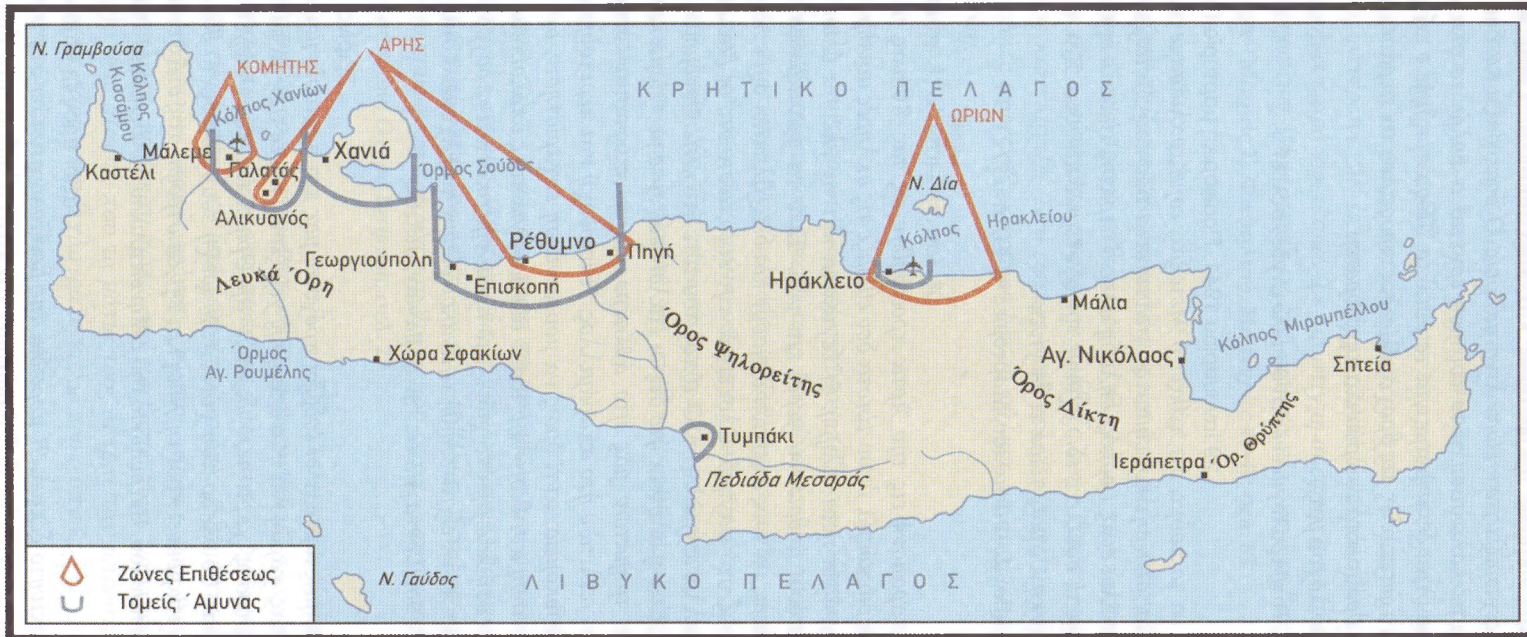 Ν. Γραμβούσα
Κόλπος
Κισσάμου
ΚΟΜΗΤΗΣ
ΑΡΗΣ
Κόλπος Χανίων
ΚΡΗΤΙΚΟ ΠΕΛΑΓΟΣ
ΩΡΙΩΝ
Μάλεμε
Γαλατάς
Χανιά
Καστέλι
Όρμος Σούδας
Ν. Δία
Αλικυανός
Κόλπος
Ηρακλείου
Ρέθυμνο
Πηγή
Γεωργιούπολη
Επισκοπή
Λευκά Όρη
Ηράκλειο
Μάλια
Όρος Ψηλορείτης
Κόλπος Μιραμπέλλου
Όρμος
Αγ. Ρουμέλης
Χώρα Σφακίων
Αγ. Νικόλαος
Σητεία
Όρος Δίκτη
Τυμπάκι
Ιεράπετρα
Όρ. Θρύπτης
Πεδιάδα Μεσαράς
Ζώνες Επιθέσεως
Τομείς Άμυνας
Ν. Γαύδος
ΛΙΒΥΚΟ ΠΕΛΑΓΟΣ